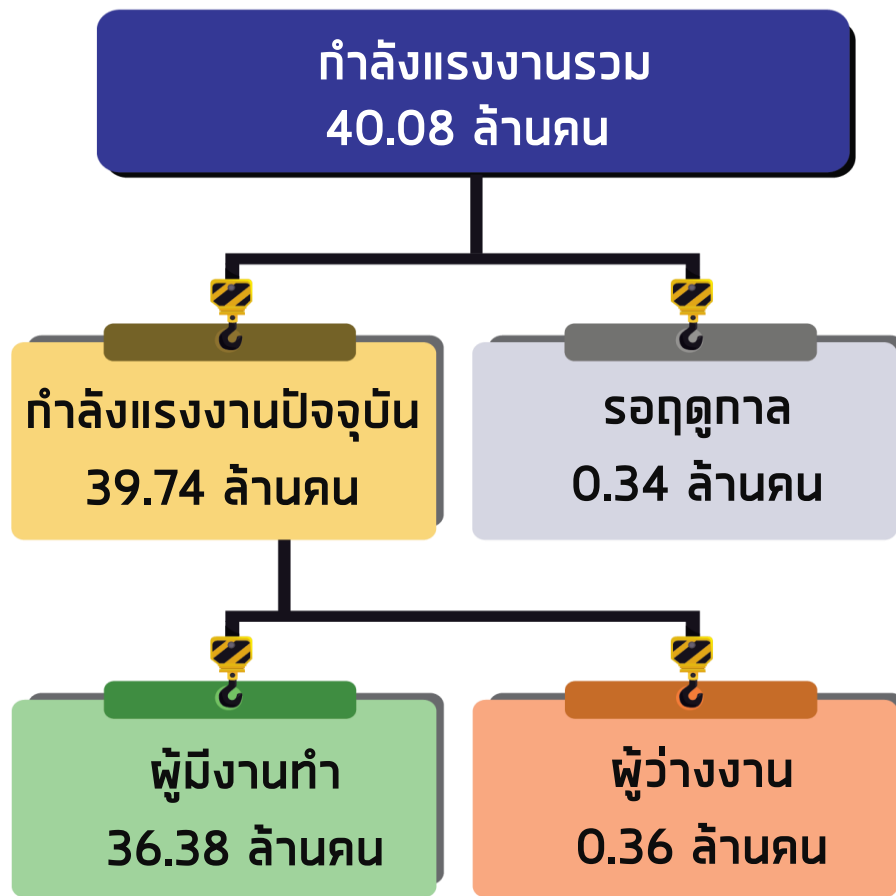 กำลังแรงงานรวม
40.08 ล้านคน
กำลังแรงงานปัจจุบัน
39.74 ล้านคน
รอฤดูกาล
0.34 ล้านคน
ผู้มีงานทำ
36.38 ล้านคน
ผู้ว่างงาน
0.36 ล้านคน